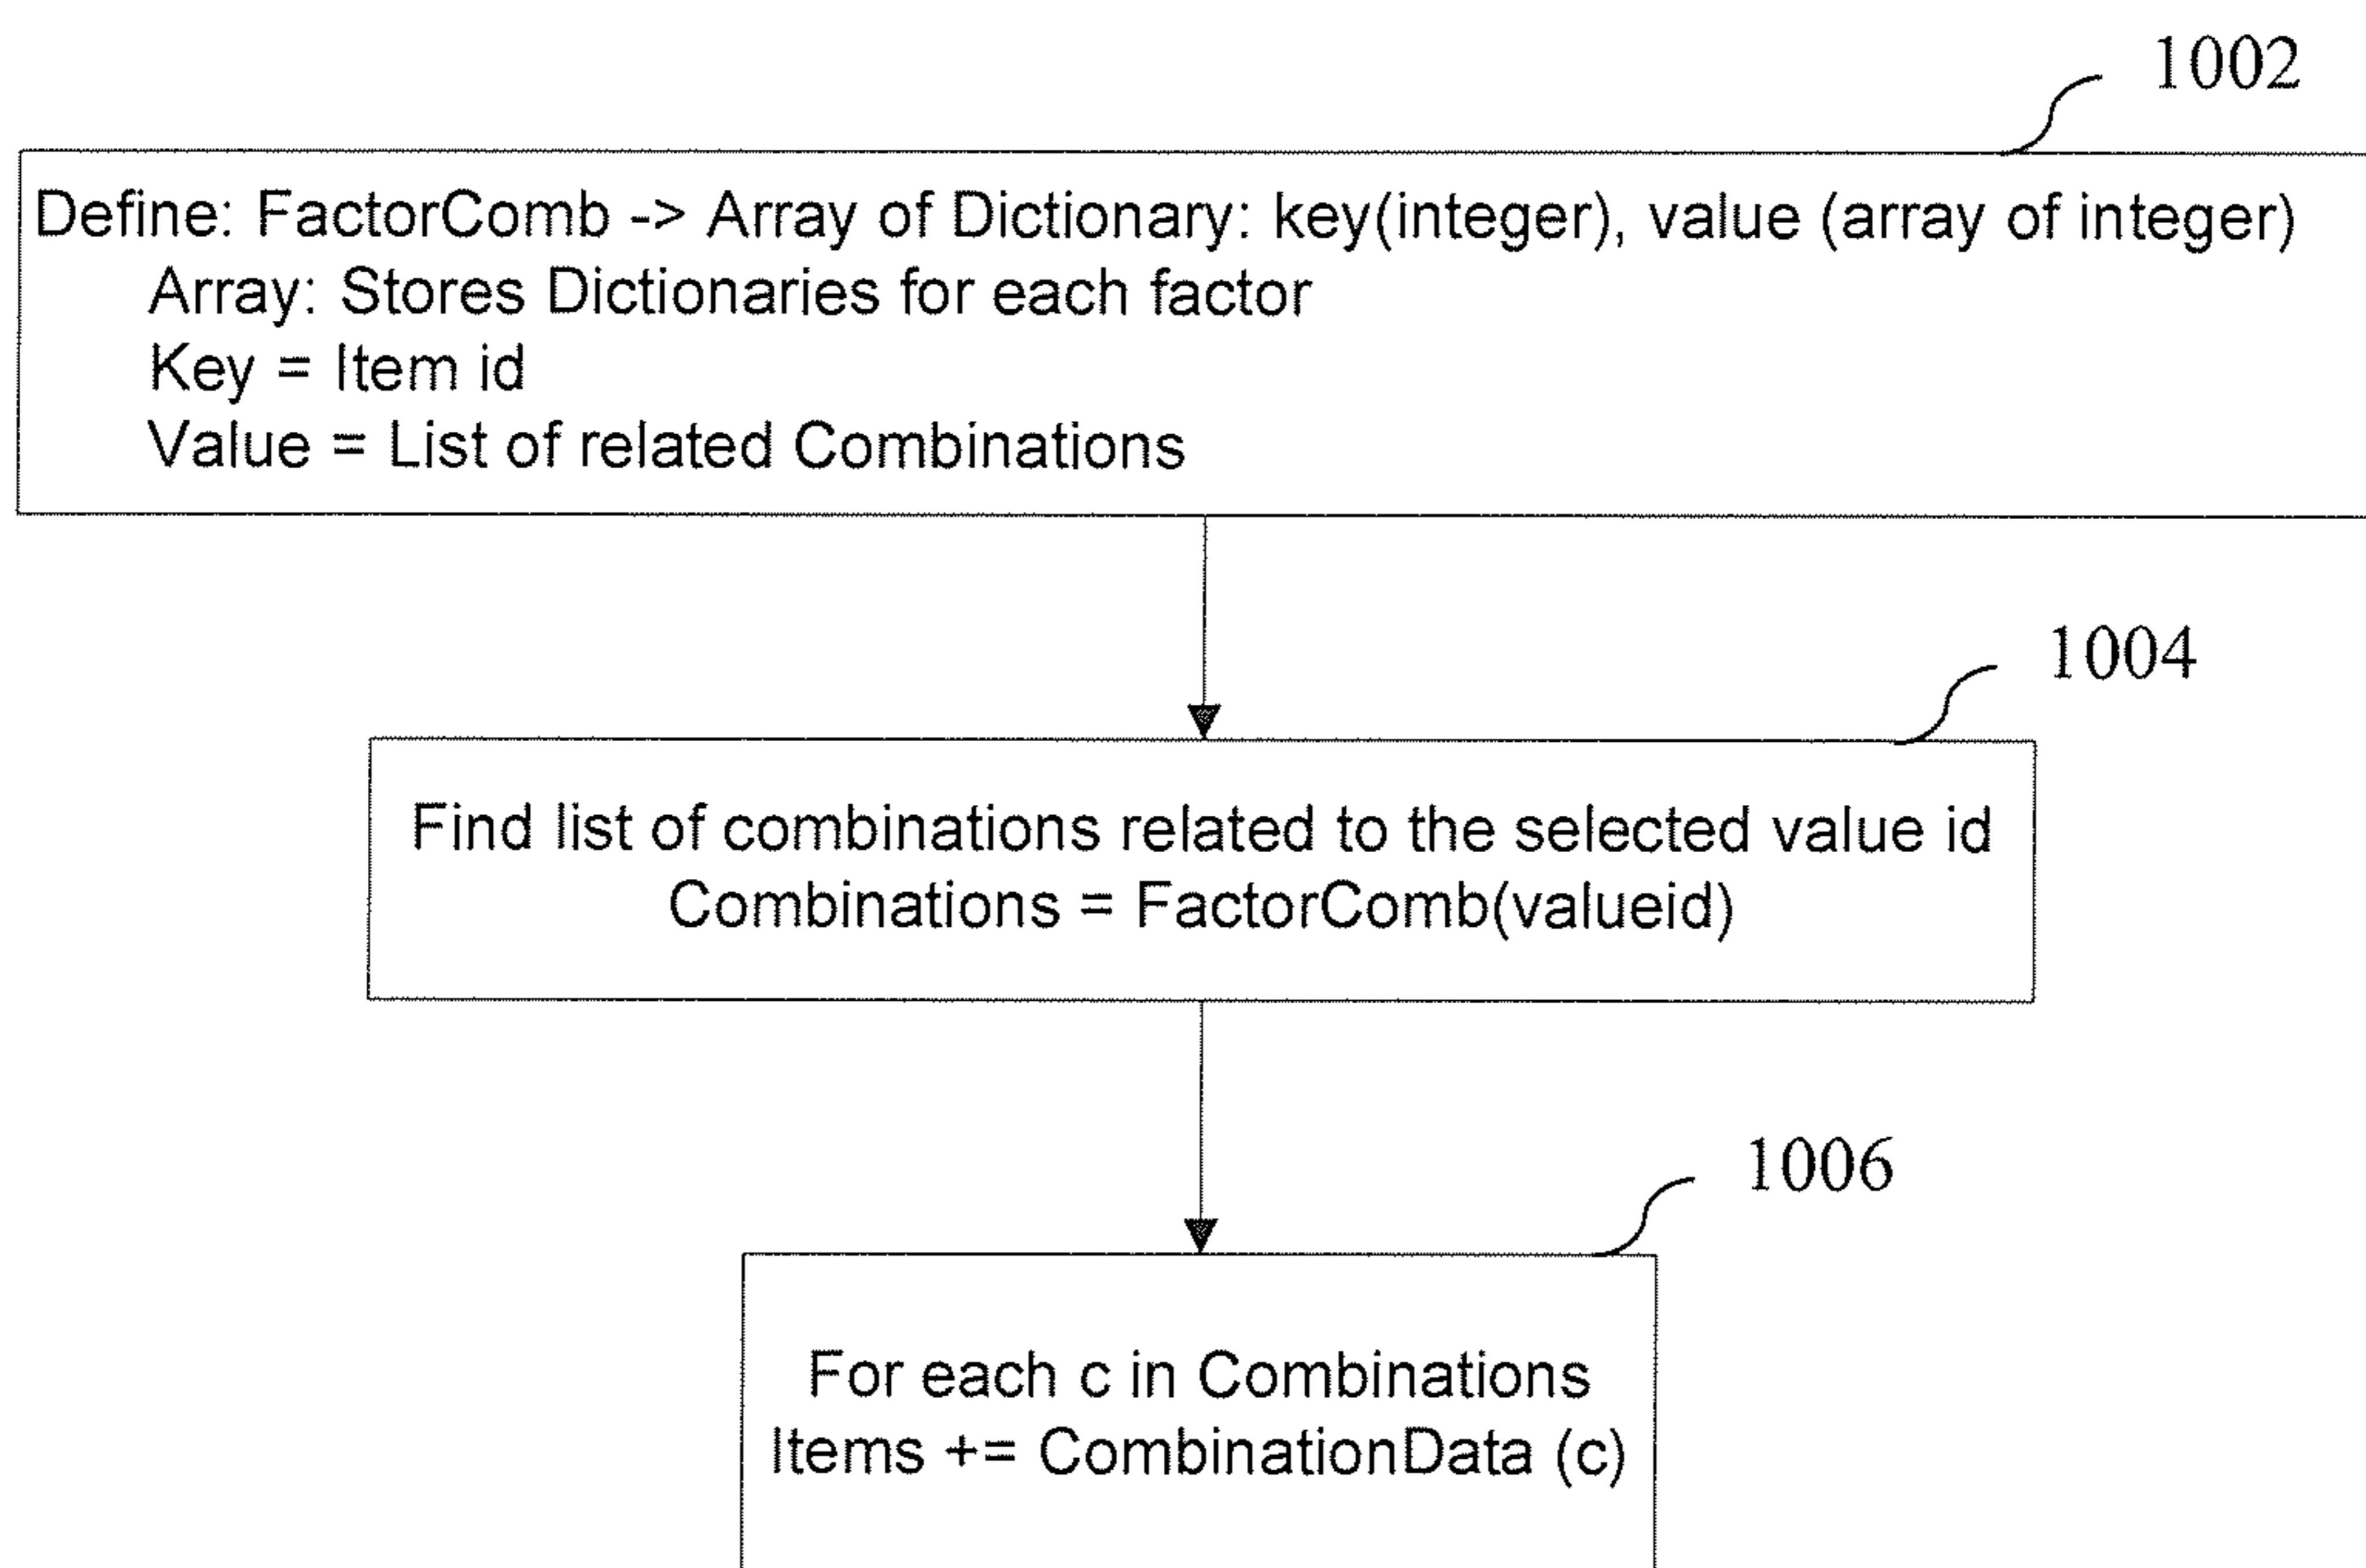 1002
Define: FactorComb -> Array of Dictionary: key(integer), value (array of integer)
Array: Stores Dictionaries for each factor
Key = Item id
Value = List of related Combinations
1004
Find list of combinations related to the selected value id
Combinations = FactorComb(valueid)
1006
For each c in Combinations
Items += CombinationData (c)